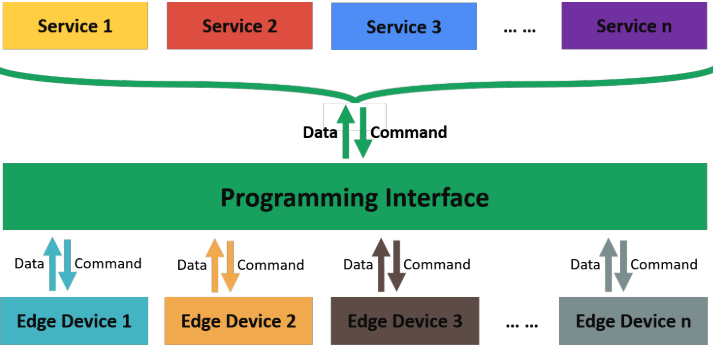 Service 1 Service 2 Service 3 ... ... Service n
Data Command
Programming Interface
Data Command Data Command Data Command Data Command
Edge Device 1 Edge Device 2 Edge Device 3 ... ... Edge Device n